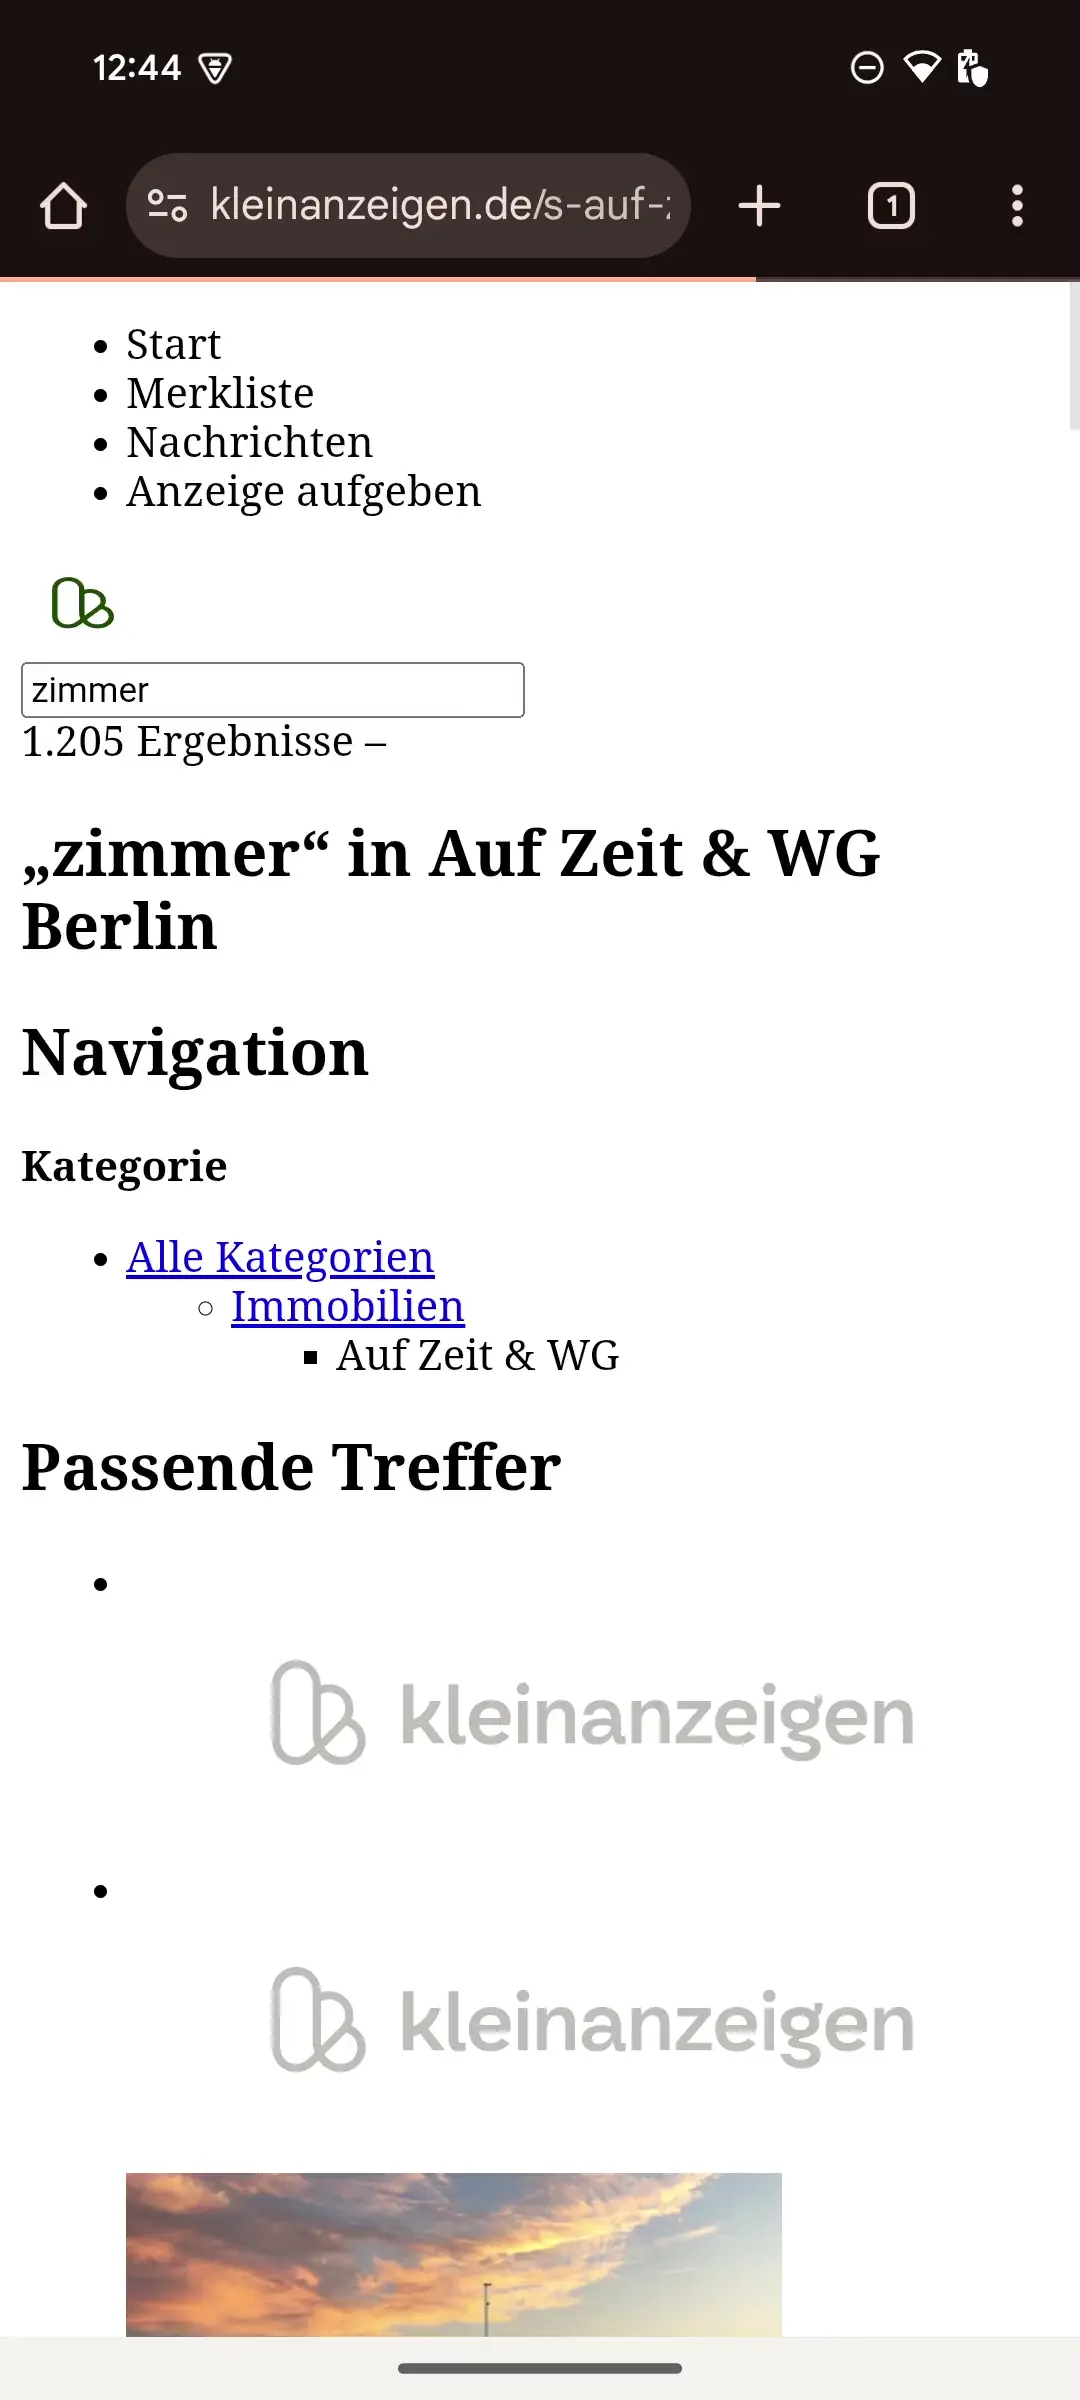 12:44
kleinanzeigen.de/s-auf-
1
Start
Merkliste
Nachrichten
Anzeige aufgeben
zimmer
1.205 Ergebnisse –
„zimmer“ in Auf Zeit & WG
Berlin
Navigation
Kategorie
Alle Kategorien
Immobilien
Auf Zeit & WG
Passende Treffer
kleinanzeigen
kleinanzeigen